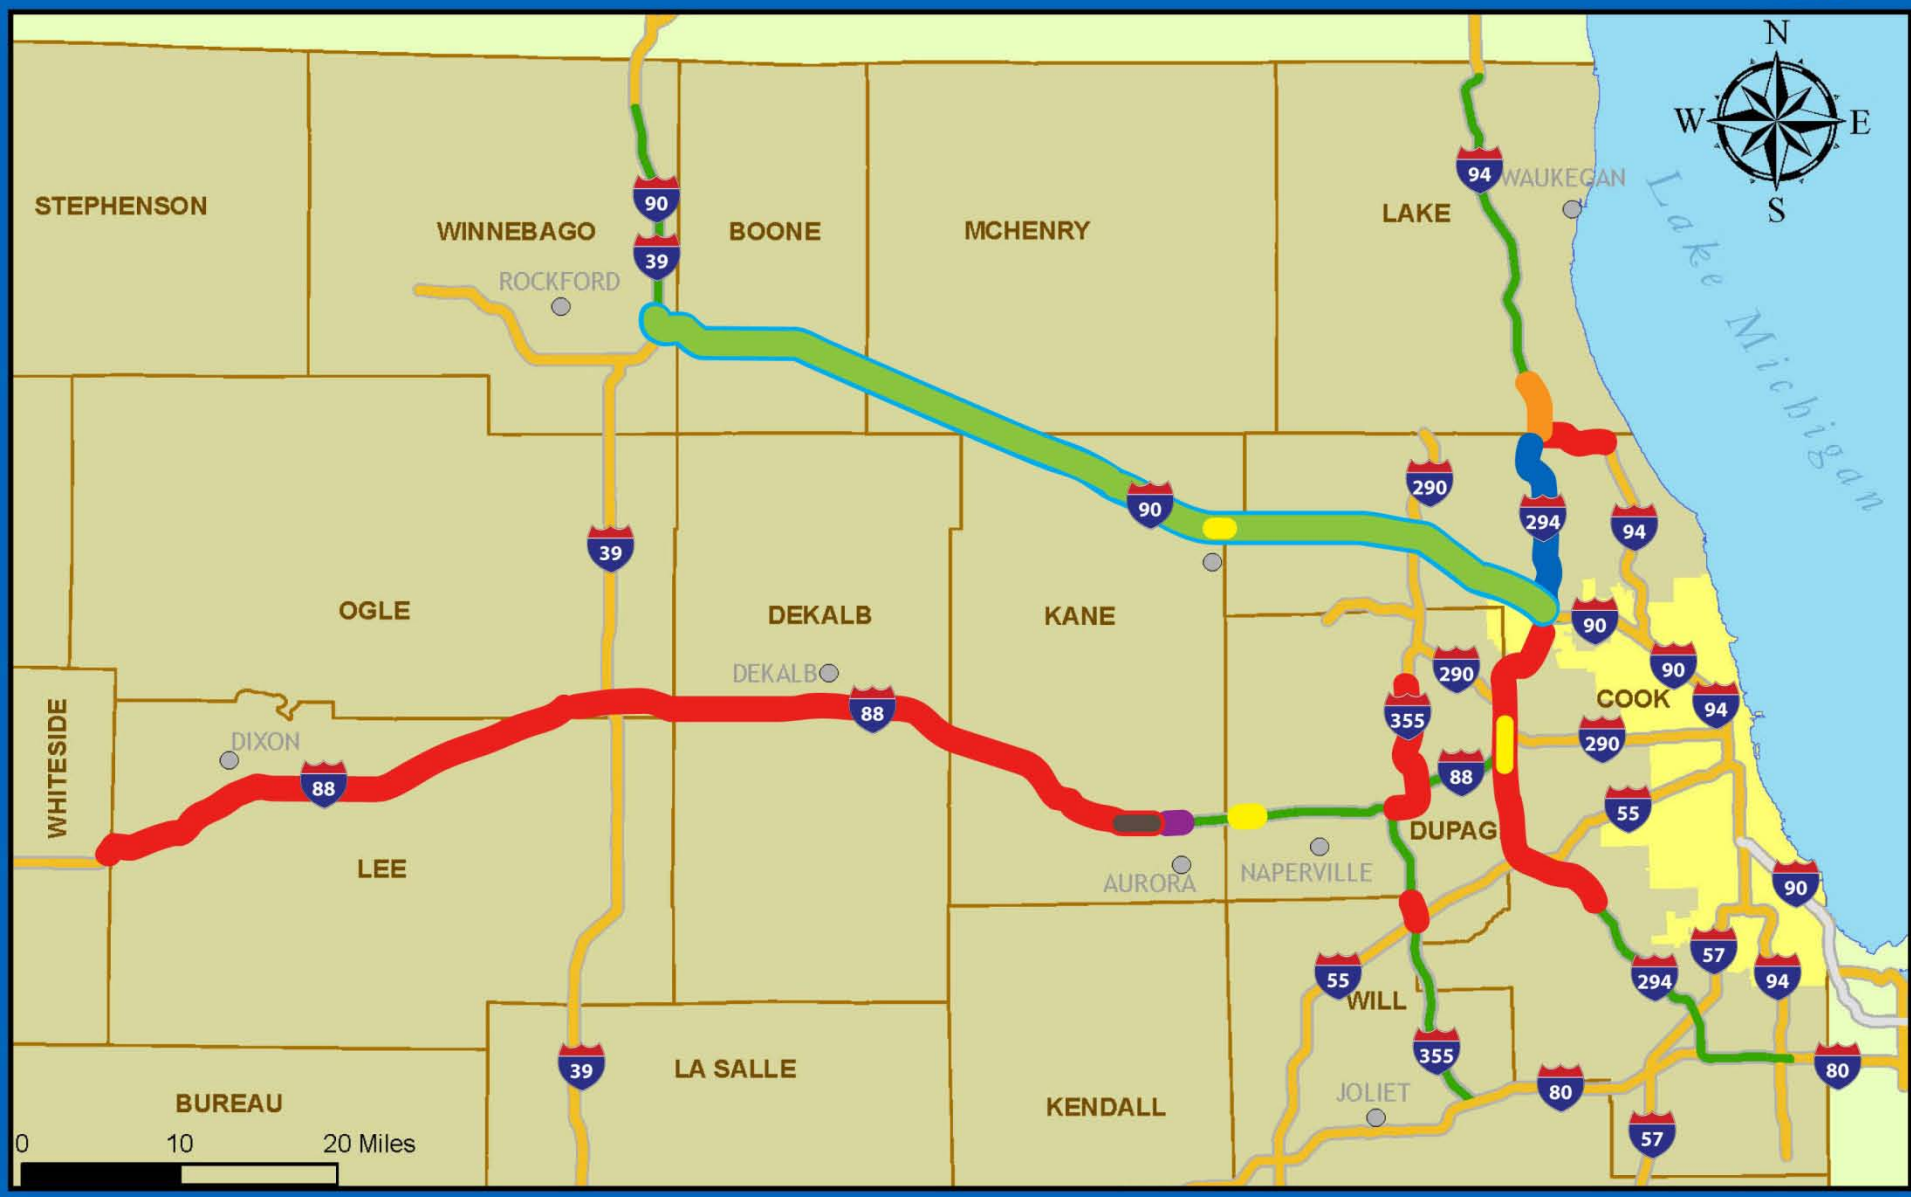 N
W E
S
94
WAUKEGAN
90
STEPHENSON
LAKE
WINNEBAGO
BOONE
MCHENRY
39
ROCKFORD
Lake Michigan
290
90
294
94
39
OGLE
DEKALB
KANE
90
DEKALB
290
90
COOK
WHITESIDE
88
355
94
DIXON
290
88
88
55
DUPAG
LEE
AURORA
NAPERVILLE
90
57
55
294
94
WILL
39
LA SALLE
355
80
80
BUREAU
KENDALL
JOLIET
57
0 10 20 Miles